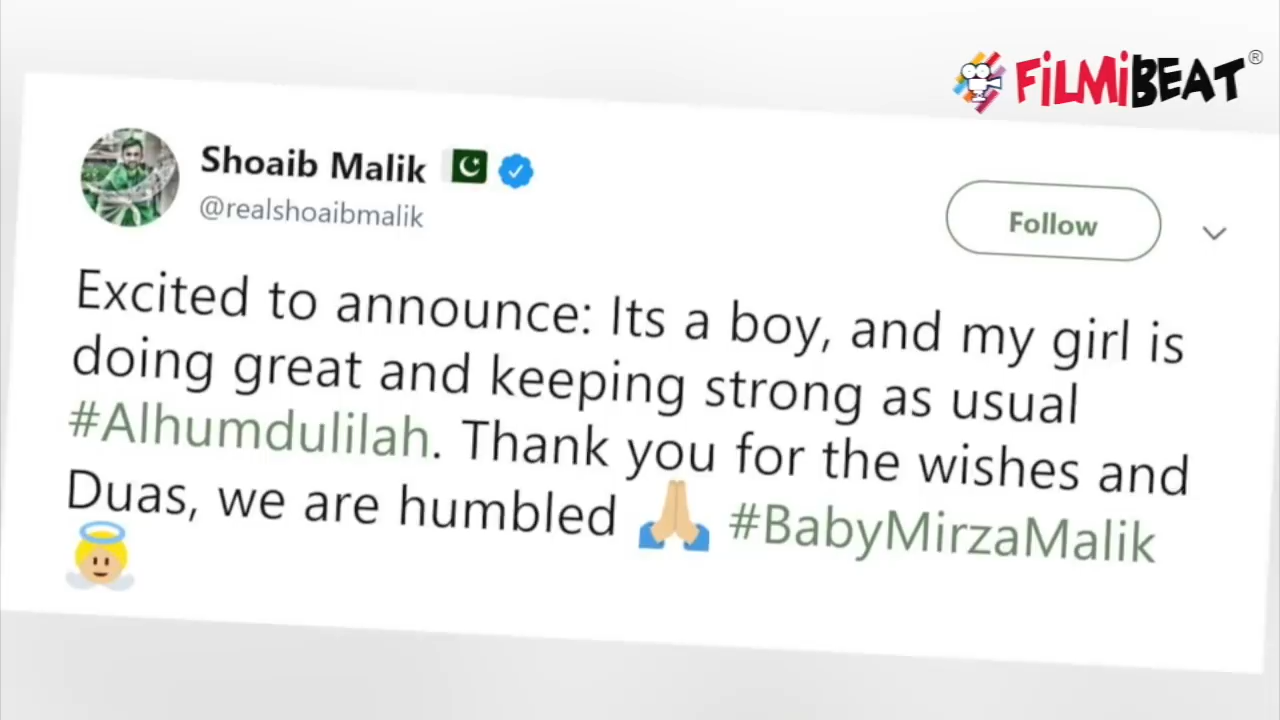 FiLMiBEAT®
Shoaib Malik
@realshoaibmalik
Follow
Excited to announce: Its a boy, and my girl is
doing great and keeping strong as usual
#Alhumdulilah. Thank you for the wishes and
Duas, we are humbled 🙏🏼 #BabyMirzaMalik
👼🏼